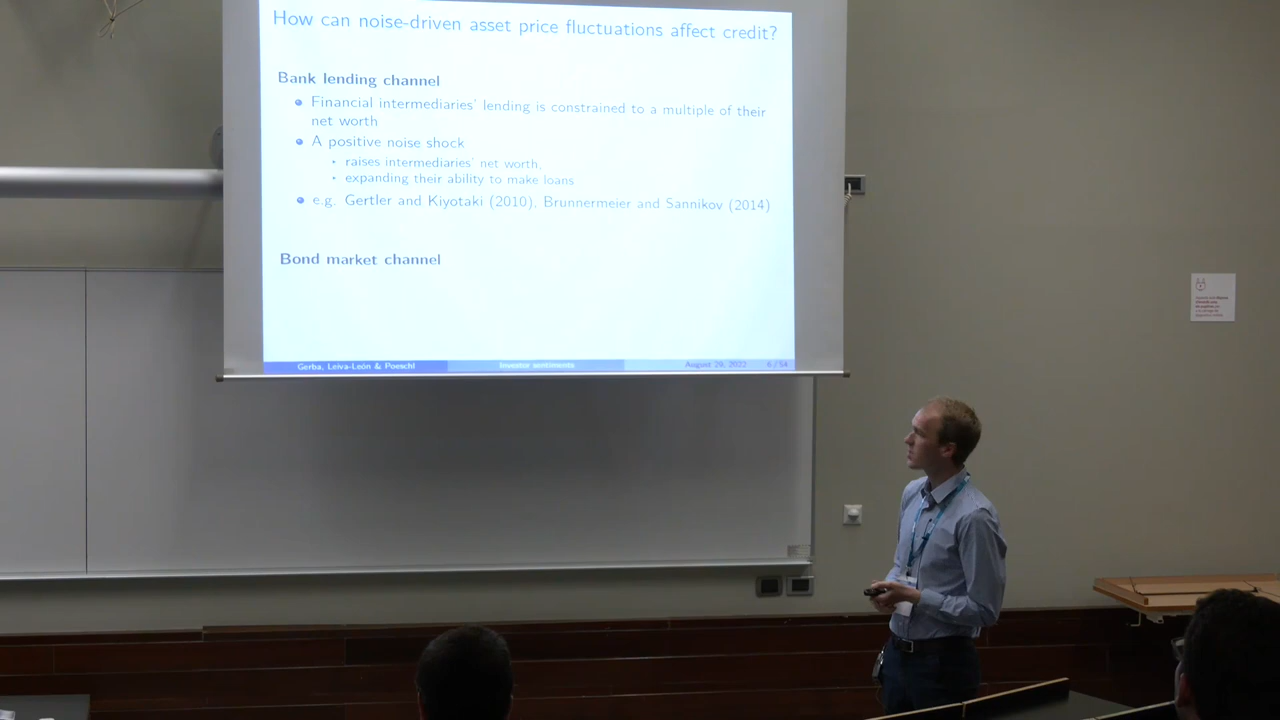 How can noise-driven asset price fluctuations affect credit?
Bank lending channel
Financial intermediaries' lending is constrained to a multiple of their
net worth
A positive noise shock
raises intermediaries' net worth,
expanding their ability to make loans
e.g. Gertler and Kiyotaki (2010), Brunnermeier and Sannikov (2014)
Bond market channel
Gerba, Leiva-León & Poeschl Investor sentiments August 29, 2022 6 / 54